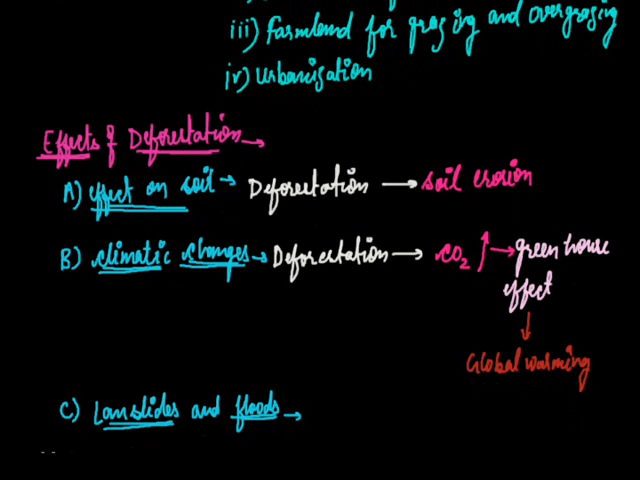 iii) Farmland for grazing and overgrazing
iv) Urbanisation
Effects of Deforestation →
A) effect on soil → Deforestation → soil erosion
B) climatic changes → Deforestation → CO₂ ↑ → green house
effect
↓
Global warming
C) Lanslides and floods →